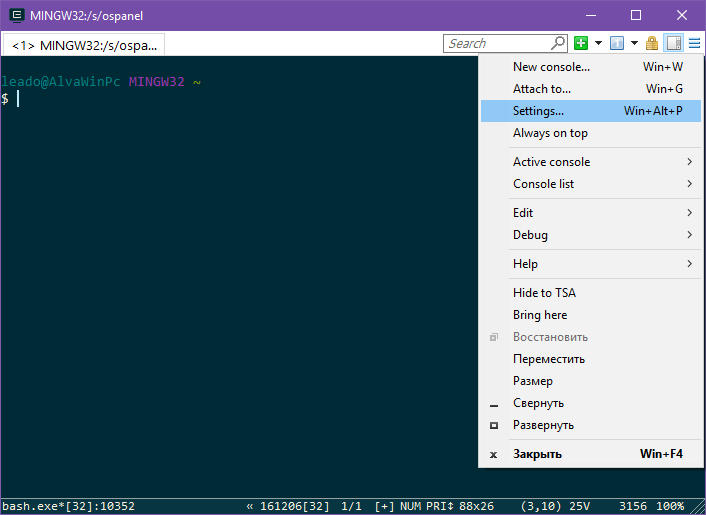 MINGW32:/s/ospanel
<1> MINGW32:/s/ospa...
Search
leado@AlvaWinPc MINGW32 ~
$
New console... Win+W
Attach to... Win+G
Settings... Win+Alt+P
Always on top
Active console
Console list
Edit
Debug
Help
Hide to TSA
Bring here
Восстановить
Переместить
Размер
Свернуть
Развернуть
Закрыть Win+F4
bash.exe*[32]:10352 « 161206[32] 1/1 [+] NUM PRI↕ 88x26 (3,10) 25V 3156 100%